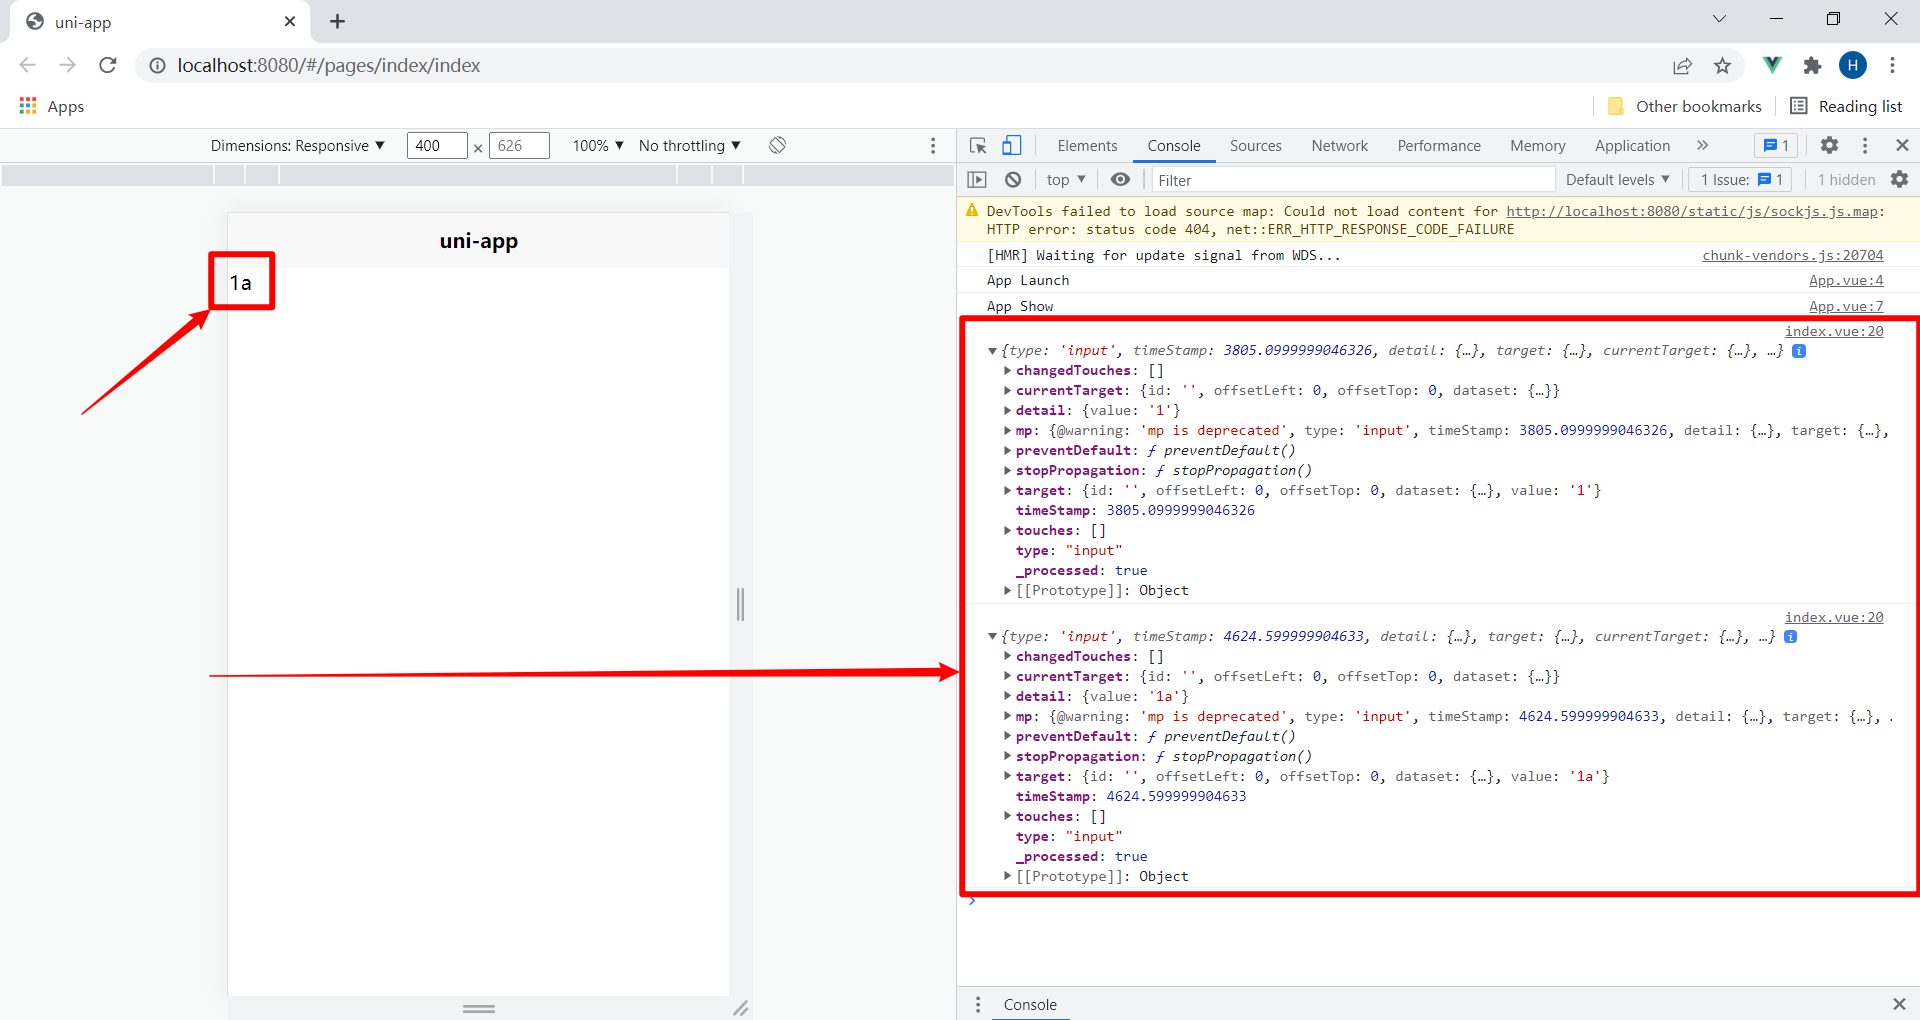 uni-app
localhost:8080/#/pages/index/index
H
Apps
Other bookmarks
Reading list
Dimensions: Responsive ▼ 400 × 626 100% ▼ No throttling ▼
Elements Console Sources Network Performance Memory Application » 1
top ▼ Filter Default levels ▼ 1 Issue: 1 1 hidden
uni-app
1a
DevTools failed to load source map: Could not load content for http://localhost:8080/static/js/sockjs.js.map:
HTTP error: status code 404, net::ERR_HTTP_RESPONSE_CODE_FAILURE
[HMR] Waiting for update signal from WDS... chunk-vendors.js:20704
App Launch App.vue:4
App Show App.vue:7
index.vue:20
▼{type: 'input', timeStamp: 3805.0999999046326, detail: {…}, target: {…}, currentTarget: {…}, …} i
▶changedTouches: []
▶currentTarget: {id: '', offsetLeft: 0, offsetTop: 0, dataset: {…}}
▶detail: {value: '1'}
▶mp: {@warning: 'mp is deprecated', type: 'input', timeStamp: 3805.0999999046326, detail: {…}, target: {…},
▶preventDefault: ƒ preventDefault()
▶stopPropagation: ƒ stopPropagation()
▶target: {id: '', offsetLeft: 0, offsetTop: 0, dataset: {…}, value: '1'}
timeStamp: 3805.0999999046326
▶touches: []
type: "input"
_processed: true
▶[[Prototype]]: Object
index.vue:20
▼{type: 'input', timeStamp: 4624.599999904633, detail: {…}, target: {…}, currentTarget: {…}, …} i
▶changedTouches: []
▶currentTarget: {id: '', offsetLeft: 0, offsetTop: 0, dataset: {…}}
▶detail: {value: '1a'}
▶mp: {@warning: 'mp is deprecated', type: 'input', timeStamp: 4624.599999904633, detail: {…}, target: {…}, .
▶preventDefault: ƒ preventDefault()
▶stopPropagation: ƒ stopPropagation()
▶target: {id: '', offsetLeft: 0, offsetTop: 0, dataset: {…}, value: '1a'}
timeStamp: 4624.599999904633
▶touches: []
type: "input"
_processed: true
▶[[Prototype]]: Object
Console